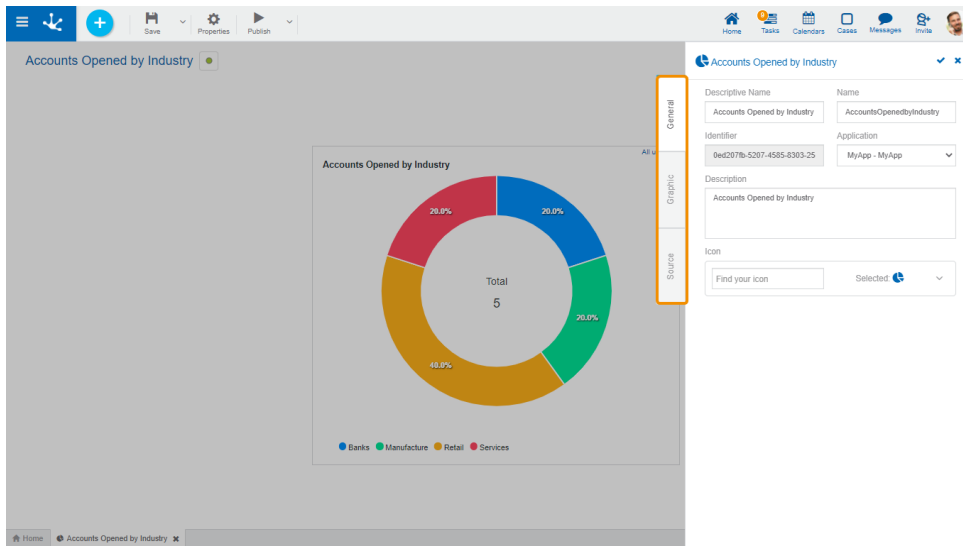 Save
Properties
Publish
Home
Tasks
Calendars
Cases
Messages
Invite
Accounts Opened by Industry
Accounts Opened by Industry
All u
Accounts Opened by Industry
20.0%
20.0%
20.0%
40.0%
Total
5
Banks
Manufacture
Retail
Services
General
Graphic
Source
Descriptive Name
Name
Accounts Opened by Industry
AccountsOpenedbyIndustry
Identifier
Application
0ed207fb-5207-4585-8303-25
MyApp - MyApp
Description
Accounts Opened by Industry
Icon
Find your icon
Selected:
Home
Accounts Opened by Industry